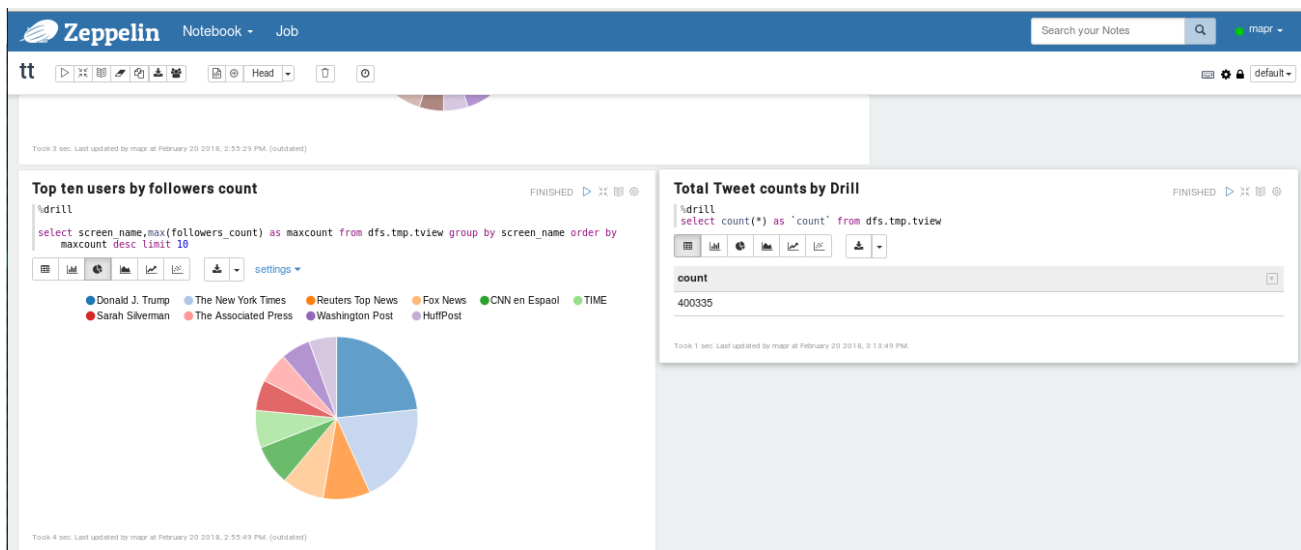 Zeppelin Notebook Job Search your Notes mapr
tt Head default
Took 3 sec. Last updated by mapr at February 20 2018, 2:55:29 PM. (outdated)
Top ten users by followers count FINISHED
%drill
select screen_name,max(followers_count) as maxcount from dfs.tmp.tview group by screen_name order by
maxcount desc limit 10
settings
Donald J. Trump The New York Times Reuters Top News Fox News CNN en Espaol TIME
Sarah Silverman The Associated Press Washington Post HuffPost
Took 4 sec. Last updated by mapr at February 20 2018, 2:55:49 PM. (outdated)
Total Tweet counts by Drill FINISHED
%drill
select count(*) as `count` from dfs.tmp.tview
count
400335
Took 1 sec. Last updated by mapr at February 20 2018, 3:13:49 PM.